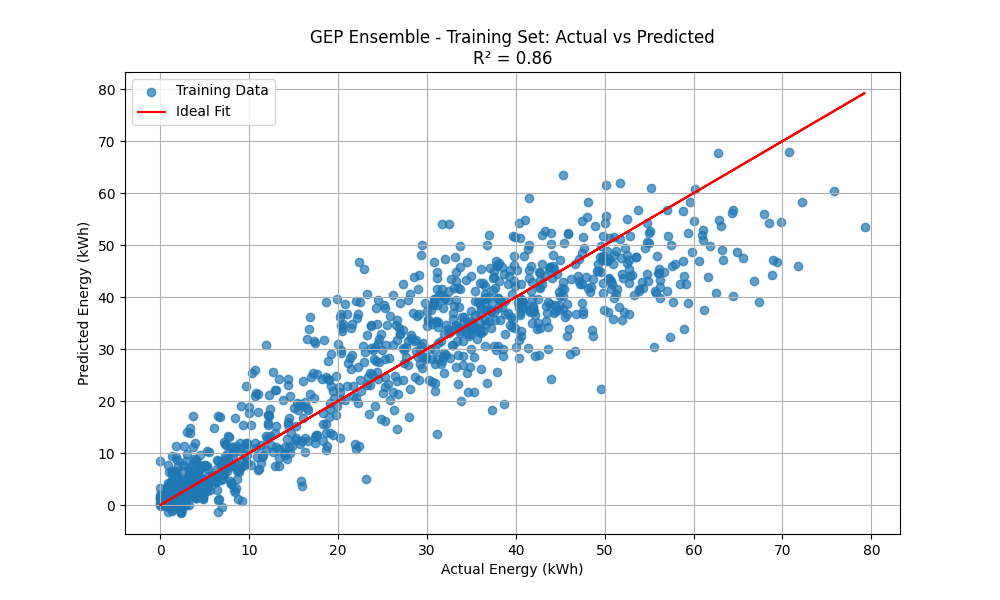 GEP Ensemble - Training Set: Actual vs Predicted
R² = 0.86
Training Data
Ideal Fit
Predicted Energy (kWh)
80
70
60
50
40
30
20
10
0
0 10 20 30 40 50 60 70 80
Actual Energy (kWh)